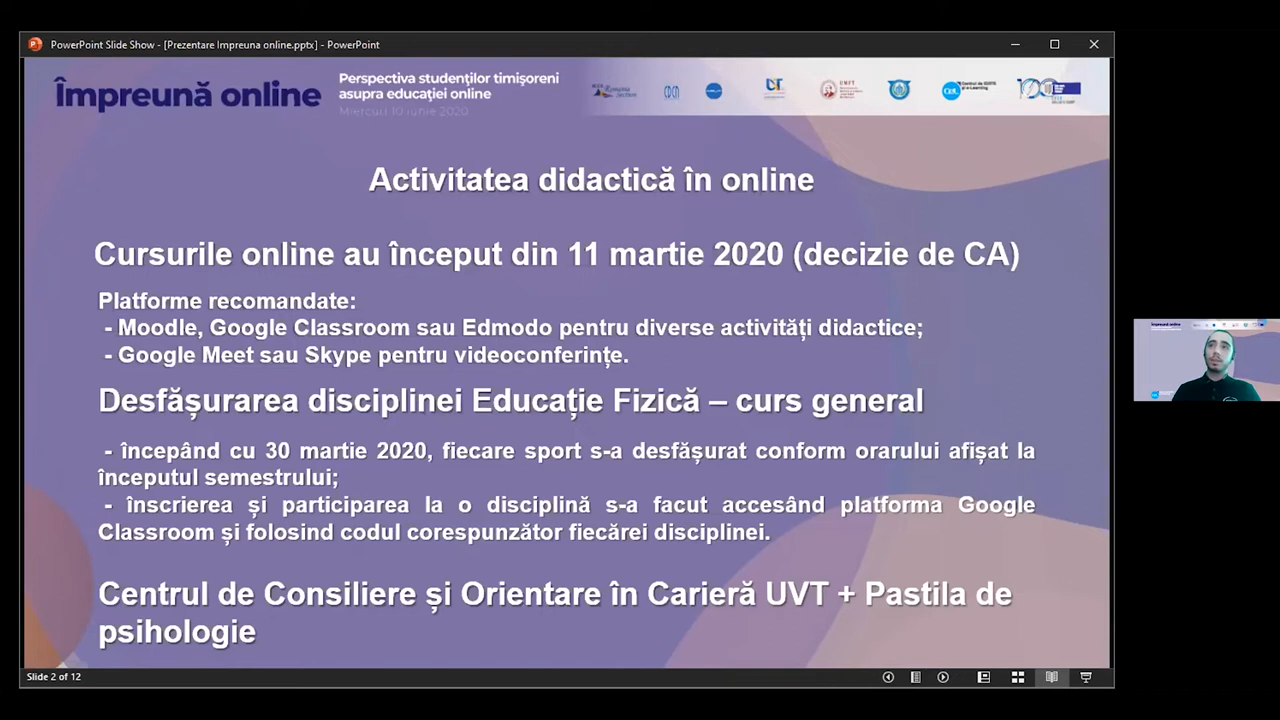 PowerPoint Slide Show - [Prezentare Impreuna online.pptx] - PowerPoint
Împreună online
Perspectiva studenților timișoreni
asupra educației online
Miercuri 10 iunie 2020
Activitatea didactică în online
Cursurile online au început din 11 martie 2020 (decizie de CA)
Platforme recomandate:
- Moodle, Google Classroom sau Edmodo pentru diverse activități didactice;
- Google Meet sau Skype pentru videoconferințe.
Desfășurarea disciplinei Educație Fizică – curs general
- începând cu 30 martie 2020, fiecare sport s-a desfășurat conform orarului afișat la
începutul semestrului;
- înscrierea și participarea la o disciplină s-a facut accesând platforma Google
Classroom și folosind codul corespunzător fiecărei disciplinei.
Centrul de Consiliere și Orientare în Carieră UVT + Pastila de
psihologie
Slide 2 of 12